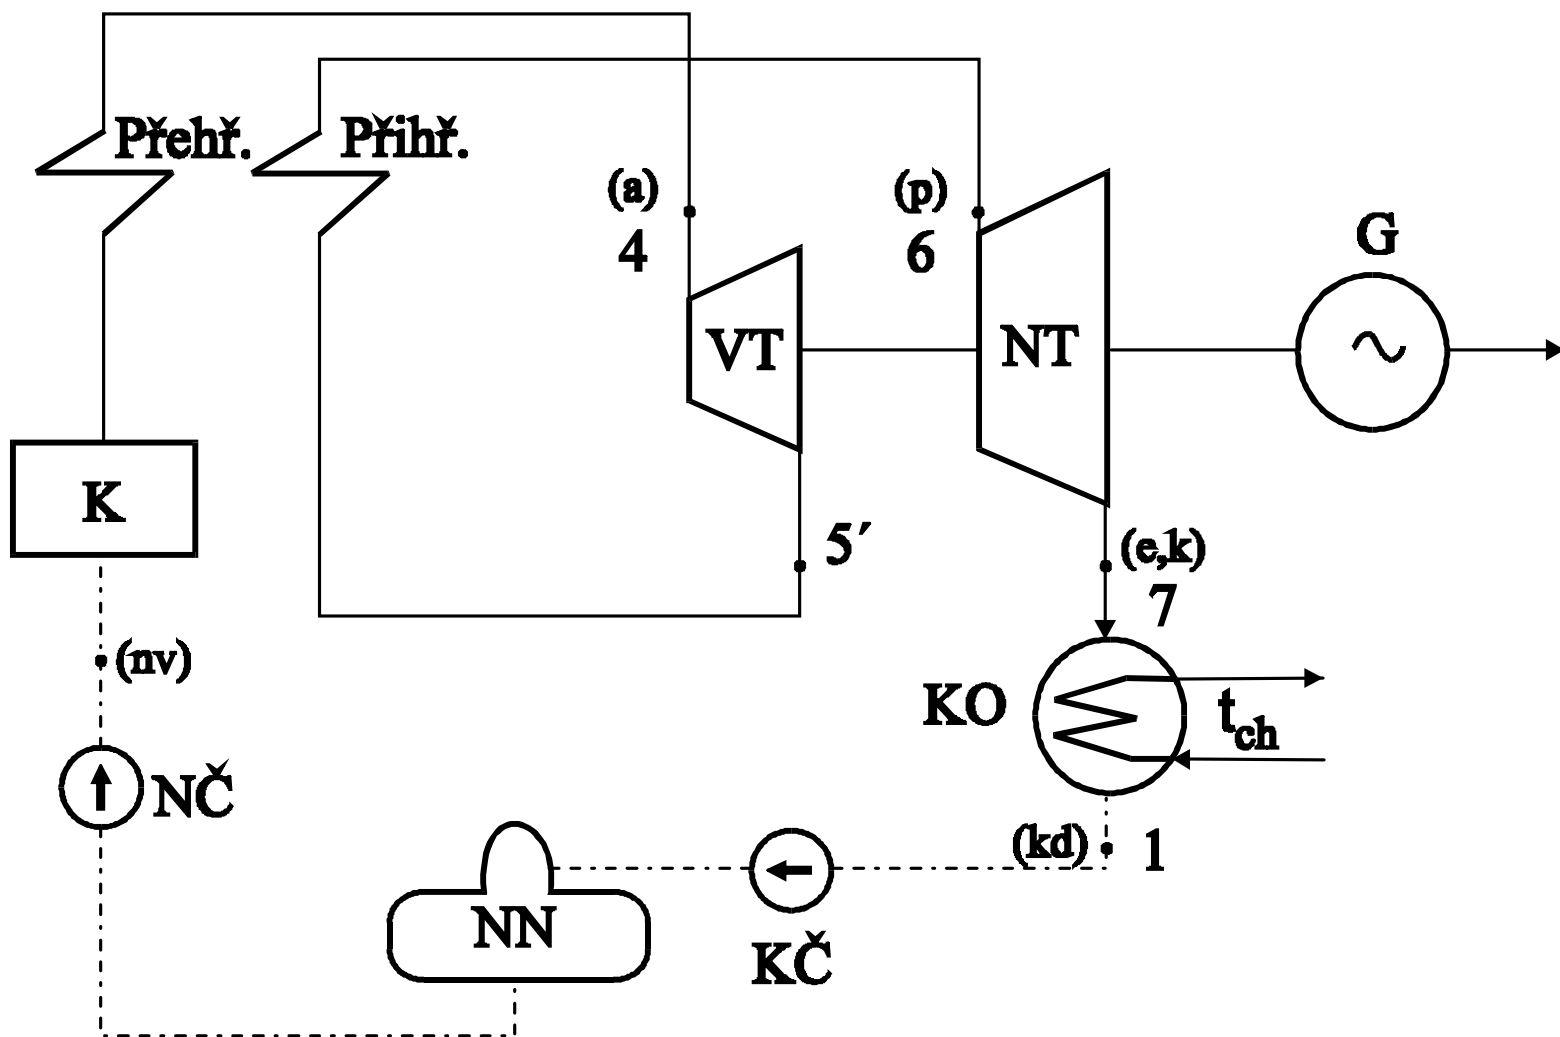 Přehř.
Přihř.
(a)
4
(p)
6
G
VT
NT
K
5´
(e,k)
7
(nv)
KO
t_ch
NČ
(kd)
1
NN
KČ